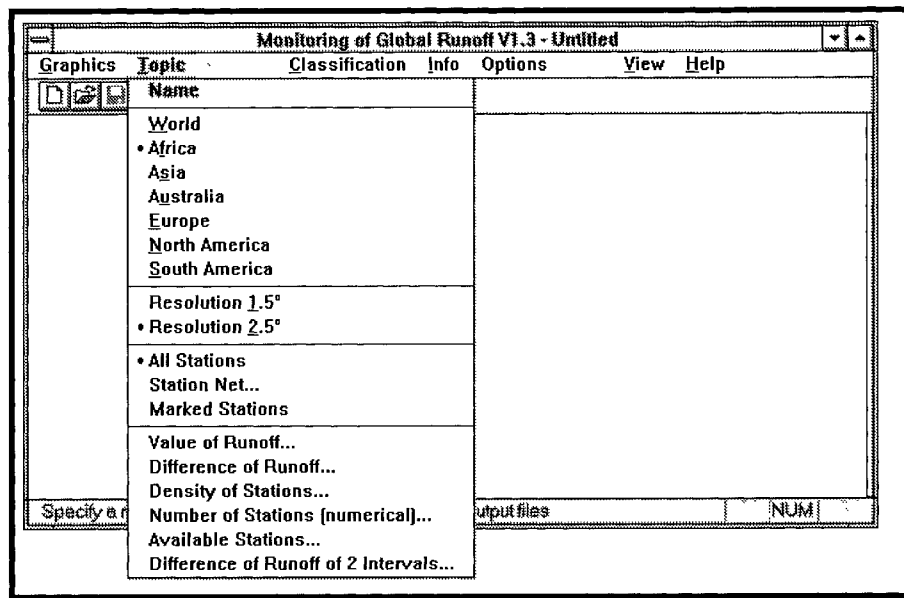 Monitoring of Global Runoff V1.3 - Untitled
Graphics Topic Classification Info Options View Help
Name
World
• Africa
Asia
Australia
Europe
North America
South America
Resolution 1.5°
• Resolution 2.5°
• All Stations
Station Net...
Marked Stations
Value of Runoff...
Difference of Runoff...
Density of Stations...
Number of Stations (numerical)...
Available Stations...
Difference of Runoff of 2 Intervals...
Specify a utput files NUM